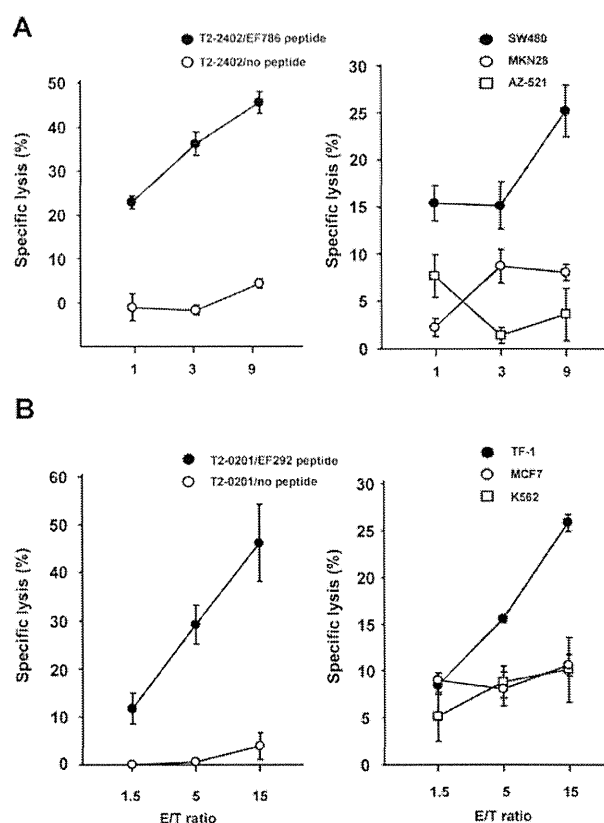 A
T2-2402/EF786 peptide
T2-2402/no peptide
Specific lysis (%)
50
40
30
20
10
0
1
3
9
SW480
MKN28
AZ-521
Specific lysis (%)
30
25
20
15
10
5
0
1
3
9
B
T2-0201/EF292 peptide
T2-0201/no peptide
Specific lysis (%)
60
50
40
30
20
10
0
1.5
5
15
E/T ratio
TF-1
MCF7
K562
Specific lysis (%)
30
25
20
15
10
5
0
1.5
5
15
E/T ratio